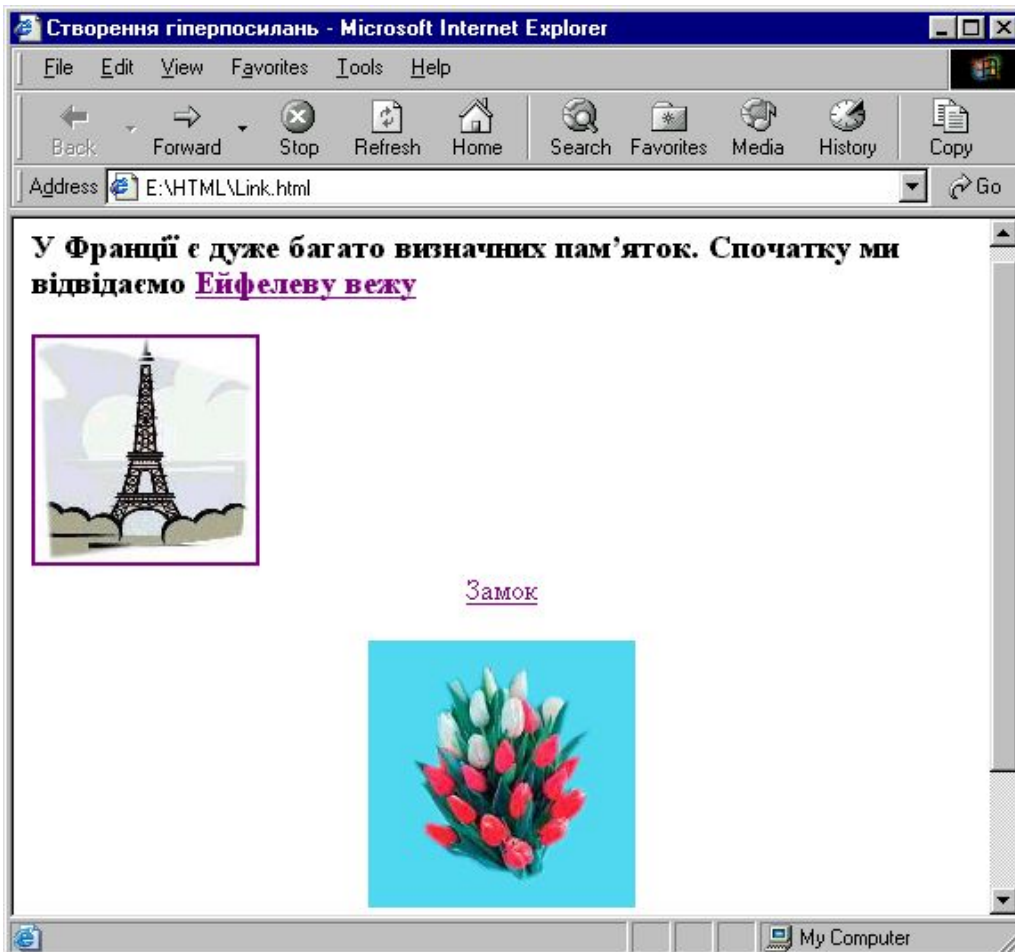 Створення гіперпосилань - Microsoft Internet Explorer
File Edit View Favorites Tools Help
Back Forward Stop Refresh Home Search Favorites Media History Copy
Address E:\HTML\Link.html Go
У Франції є дуже багато визначних пам’яток. Спочатку ми
відвідаємо Ейфелеву вежу
Замок
My Computer